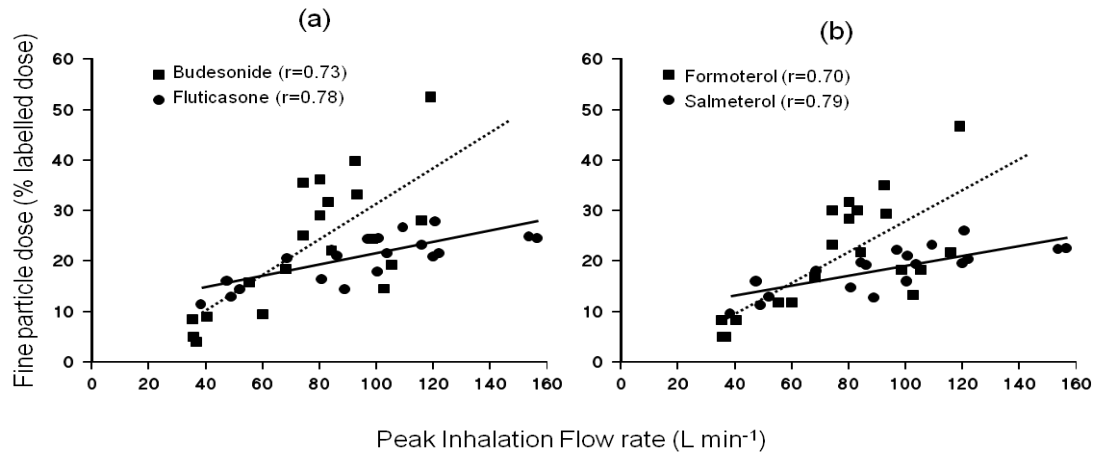 (a)
(b)
Fine particle dose (% labelled dose)
60
50
40
30
20
10
0
Budesonide (r=0.73)
Fluticasone (r=0.78)
0 20 40 60 80 100 120 140 160
60
50
40
30
20
10
0
Formoterol (r=0.70)
Salmeterol (r=0.79)
0 20 40 60 80 100 120 140 160
Peak Inhalation Flow rate (L min⁻¹)